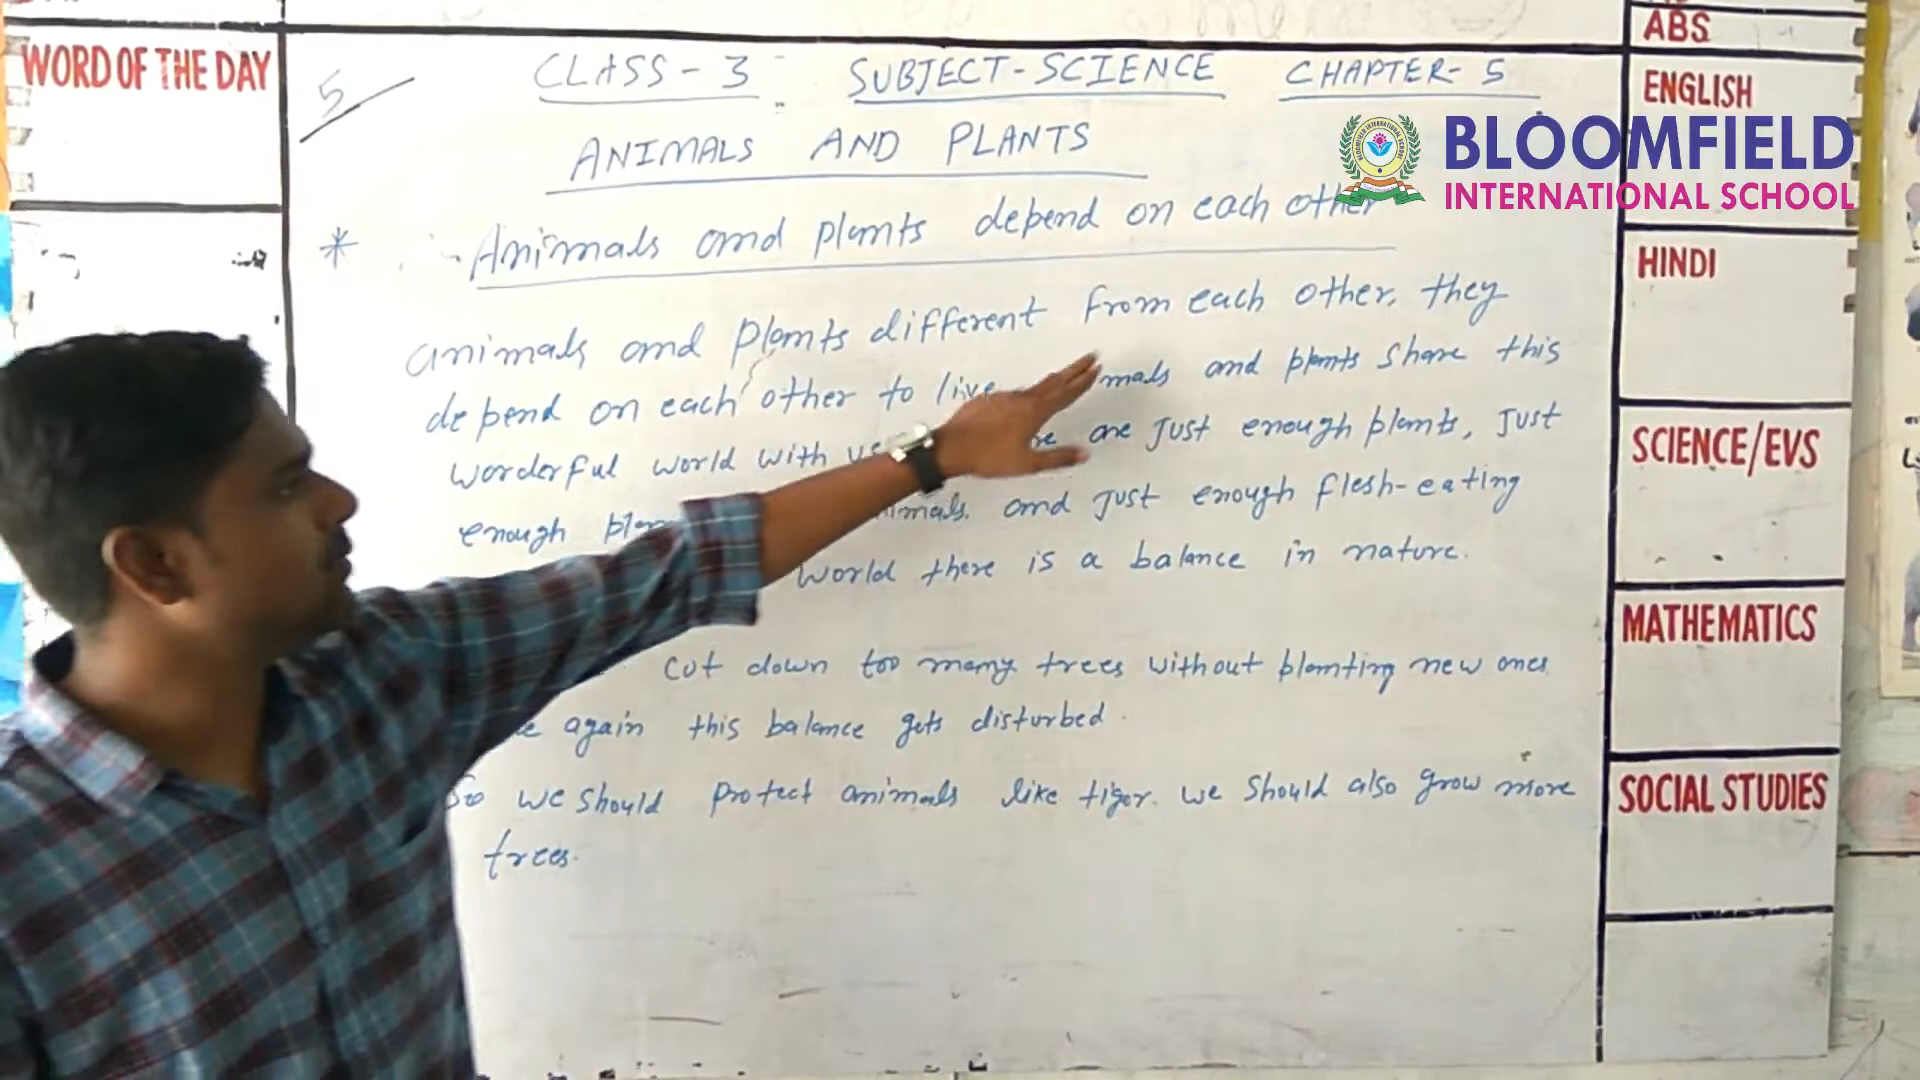 WORD OF THE DAY
5
CLASS - 3 SUBJECT-SCIENCE CHAPTER- 5
ANIMALS AND PLANTS
* Animals and plants depend on each other
animals and plants different from each other. they
depend on each other to live mals and plants share this
worderful world with are just enough plants, just
enough nimals. and just enough flesh-eating
world there is a balance in nature.
cut down too many trees without planting new ones
again this balance gets disturbed.
So we should protect animals like tiger. we should also grow more
trees.
ABS
ENGLISH
HINDI
SCIENCE/EVS
MATHEMATICS
SOCIAL STUDIES
BLOOMFIELD
INTERNATIONAL SCHOOL